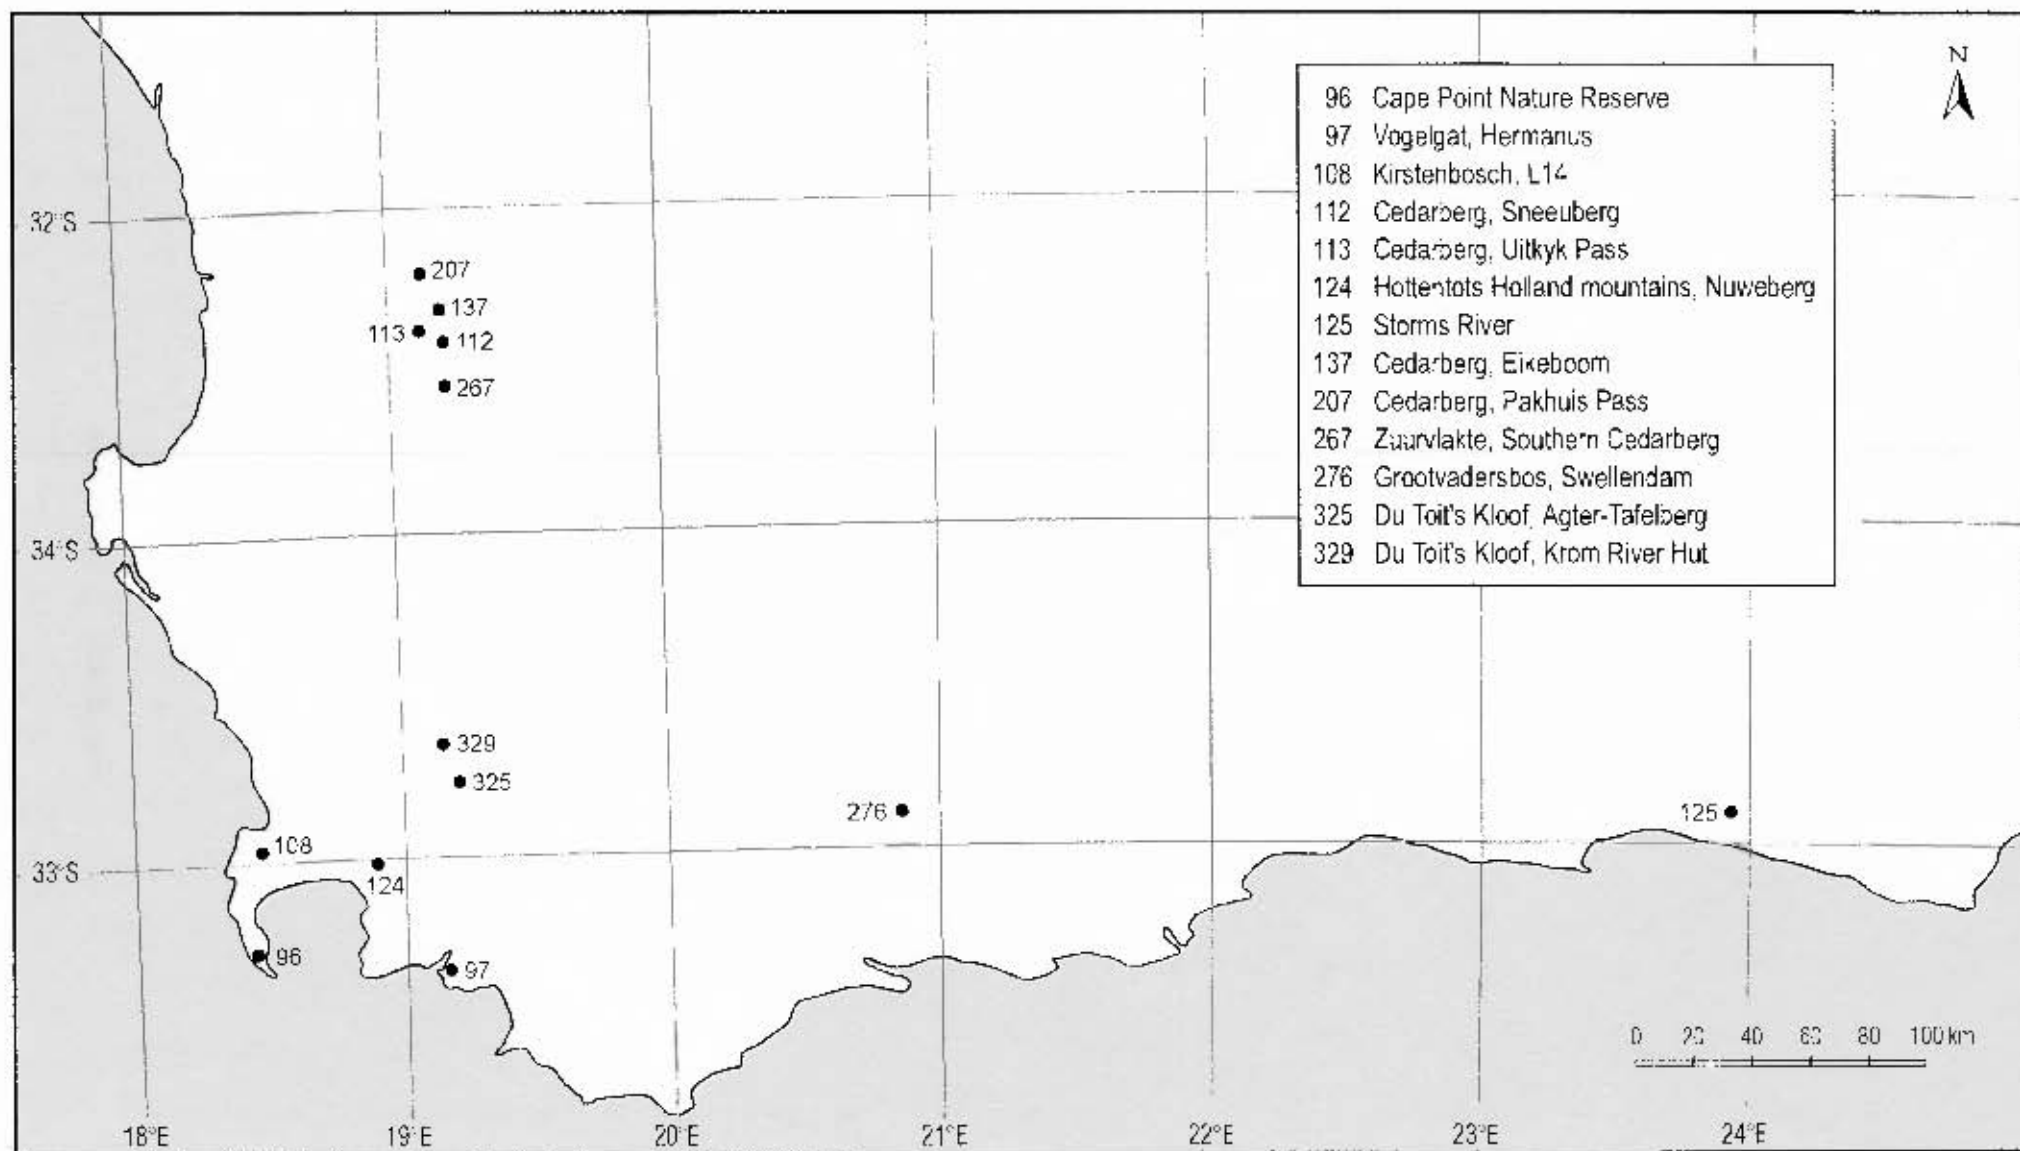 N
96 Cape Point Nature Reserve
97 Vogelgat, Hermanus
108 Kirstenbosch, L14
112 Cedarberg, Sneeuberg
113 Cedarberg, Uitkyk Pass
124 Hottentots Holland mountains, Nuweberg
125 Storms River
137 Cedarberg, Eikeboom
207 Cedarberg, Pakhuis Pass
267 Zuurvlakte, Southern Cedarberg
276 Grootvadersbos, Swellendam
325 Du Toit's Kloof, Agter-Tafelberg
329 Du Toit's Kloof, Krom River Hut
32°S
207
137
113
112
267
34°S
329
325
276
125
108
33°S
124
96
97
0 20 40 60 80 100 km
18°E 19°E 20°E 21°E 22°E 23°E 24°E